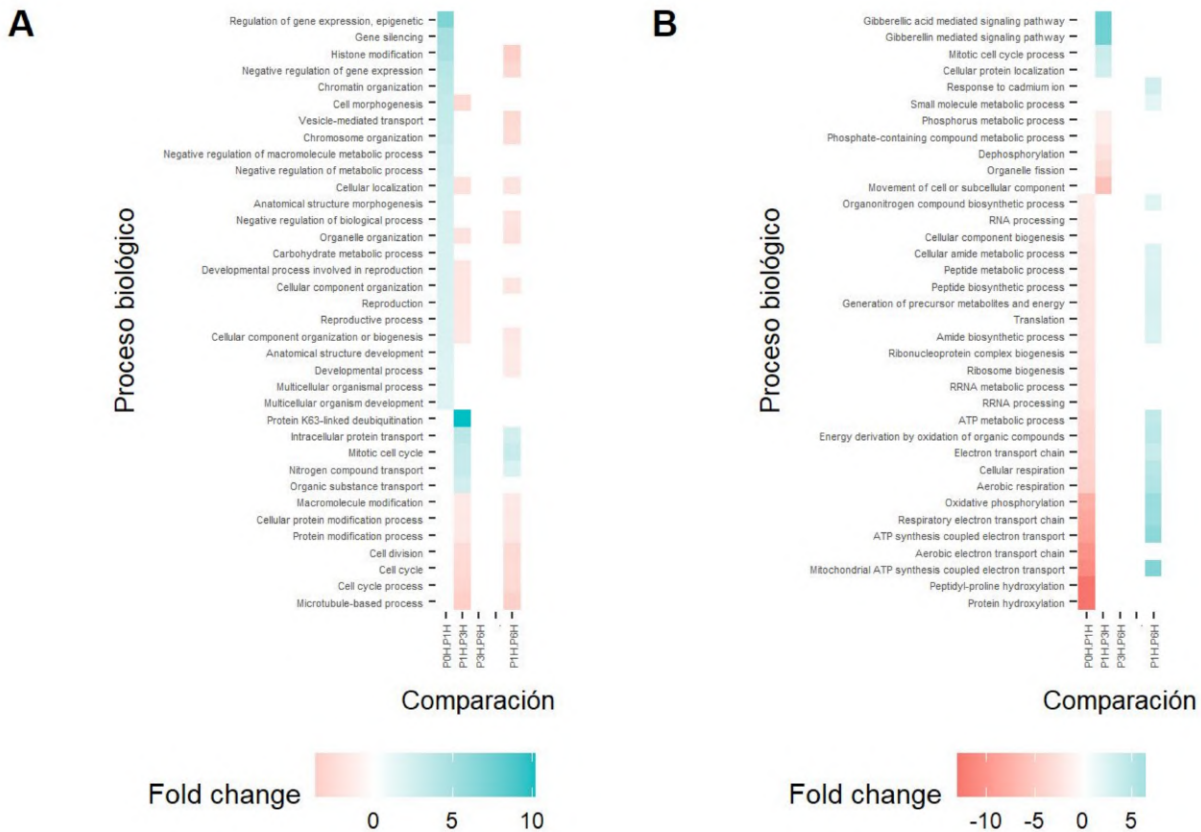 A
Proceso biológico
Regulation of gene expression, epigenetic
Gene silencing
Histone modification
Negative regulation of gene expression
Chromatin organization
Cell morphogenesis
Vesicle-mediated transport
Chromosome organization
Negative regulation of macromolecule metabolic process
Negative regulation of metabolic process
Cellular localization
Anatomical structure morphogenesis
Negative regulation of biological process
Organelle organization
Carbohydrate metabolic process
Developmental process involved in reproduction
Cellular component organization
Reproduction
Reproductive process
Cellular component organization or biogenesis
Anatomical structure development
Developmental process
Multicellular organismal process
Multicellular organism development
Protein K63-linked deubiquitination
Intracellular protein transport
Mitotic cell cycle
Nitrogen compound transport
Organic substance transport
Macromolecule modification
Cellular protein modification process
Protein modification process
Cell division
Cell cycle
Cell cycle process
Microtubule-based process
P0H.P1H
P1H.P3H
P3H.P6H
.
P1H.P6H
Comparación
Fold change
0 5 10
B
Proceso biológico
Gibberellic acid mediated signaling pathway
Gibberellin mediated signaling pathway
Mitotic cell cycle process
Cellular protein localization
Response to cadmium ion
Small molecule metabolic process
Phosphorus metabolic process
Phosphate-containing compound metabolic process
Dephosphorylation
Organelle fission
Movement of cell or subcellular component
Organonitrogen compound biosynthetic process
RNA processing
Cellular component biogenesis
Cellular amide metabolic process
Peptide metabolic process
Peptide biosynthetic process
Generation of precursor metabolites and energy
Translation
Amide biosynthetic process
Ribonucleoprotein complex biogenesis
Ribosome biogenesis
RRNA metabolic process
RRNA processing
ATP metabolic process
Energy derivation by oxidation of organic compounds
Electron transport chain
Cellular respiration
Aerobic respiration
Oxidative phosphorylation
Respiratory electron transport chain
ATP synthesis coupled electron transport
Aerobic electron transport chain
Mitochondrial ATP synthesis coupled electron transport
Peptidyl-proline hydroxylation
Protein hydroxylation
P0H.P1H
P1H.P3H
P3H.P6H
.
P1H.P6H
Comparación
Fold change
-10 -5 0 5